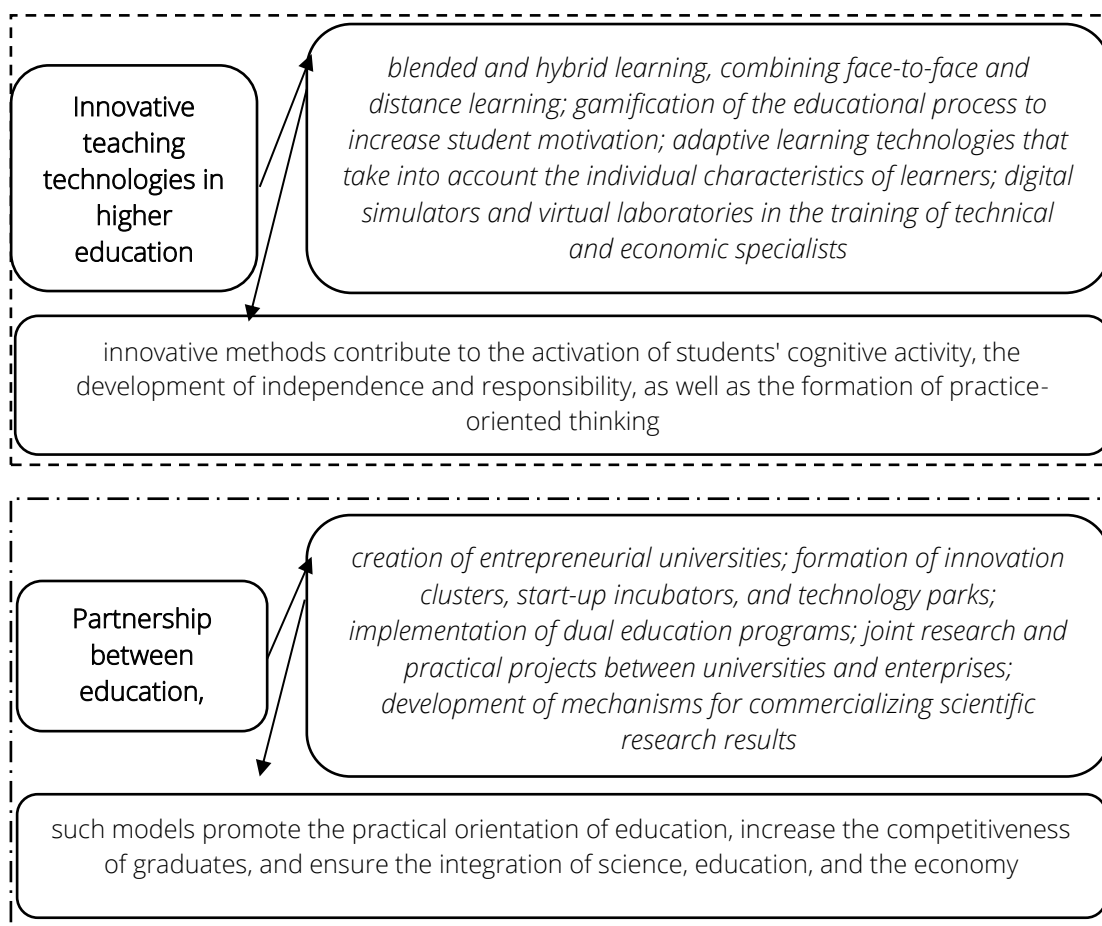 Innovative
teaching
technologies in
higher
education
blended and hybrid learning, combining face-to-face and
distance learning; gamification of the educational process to
increase student motivation; adaptive learning technologies that
take into account the individual characteristics of learners; digital
simulators and virtual laboratories in the training of technical
and economic specialists
innovative methods contribute to the activation of students' cognitive activity, the
development of independence and responsibility, as well as the formation of practice-
oriented thinking
Partnership
between
education,
creation of entrepreneurial universities; formation of innovation
clusters, start-up incubators, and technology parks;
implementation of dual education programs; joint research and
practical projects between universities and enterprises;
development of mechanisms for commercializing scientific
research results
such models promote the practical orientation of education, increase the competitiveness
of graduates, and ensure the integration of science, education, and the economy